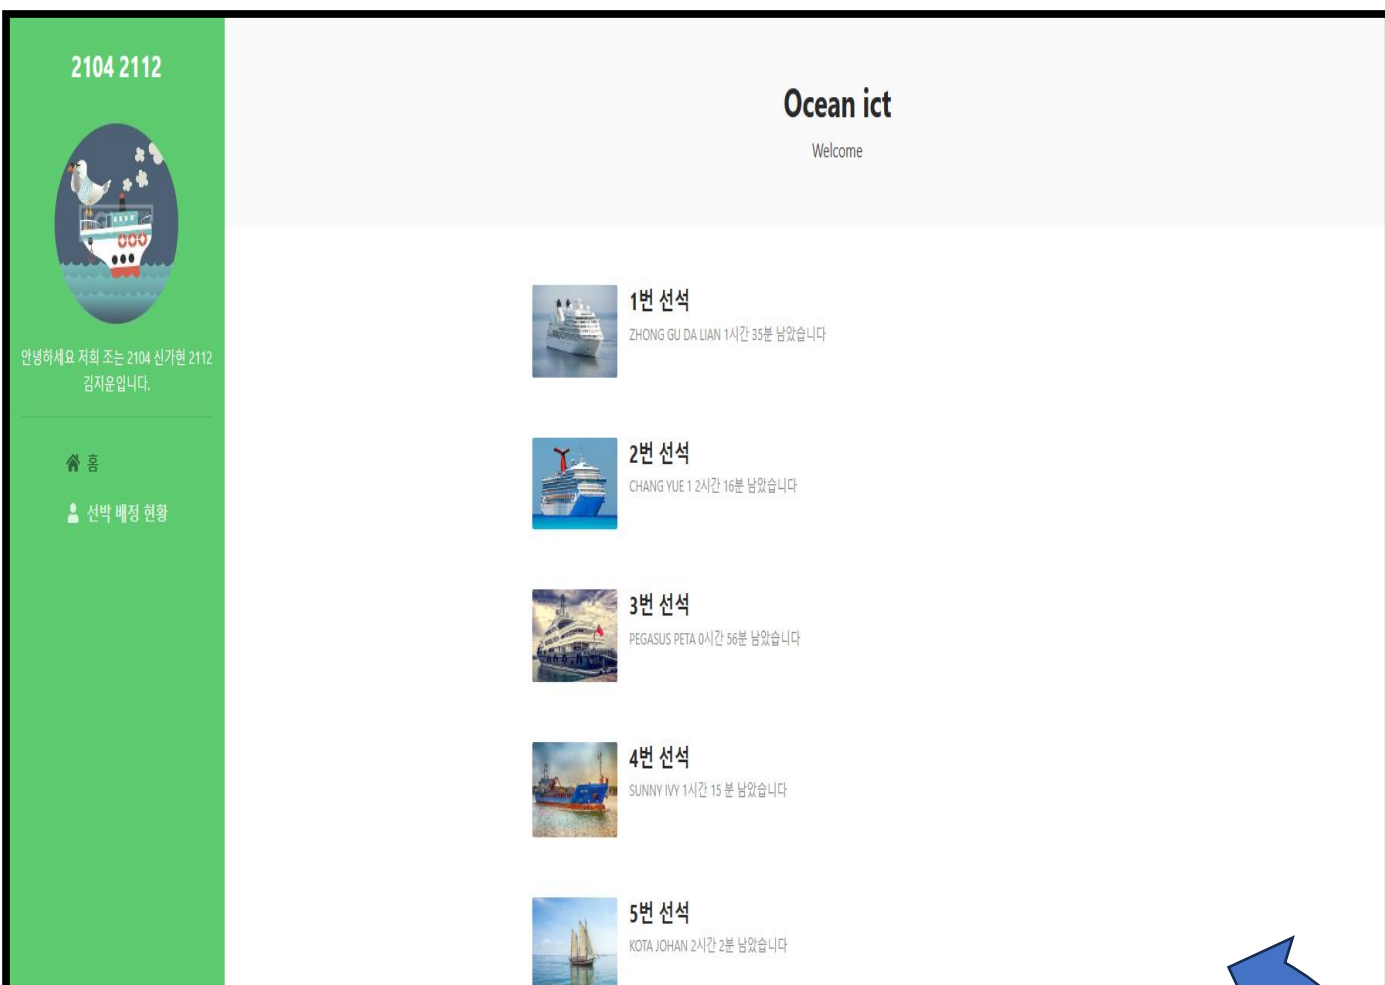 2104 2112
안녕하세요 저희 조는 2104 신가현 2112
김지운입니다.
홈
선박 배정 현황
Ocean ict
Welcome
1번 선석
ZHONG GU DA LIAN 1시간 35분 남았습니다
2번 선석
CHANG YUE 1 2시간 16분 남았습니다
3번 선석
PEGASUS PETA 0시간 56분 남았습니다
4번 선석
SUNNY IVY 1시간 15 분 남았습니다
5번 선석
KOTA JOHAN 2시간 2분 남았습니다